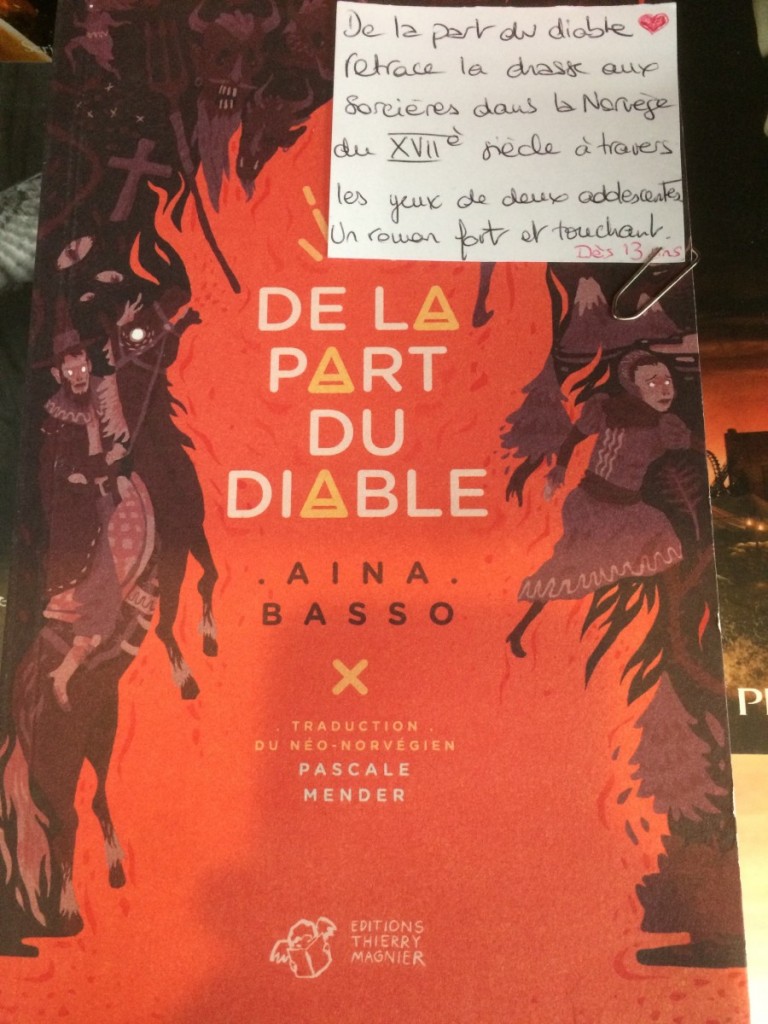 De la part du diable
retrace la chasse aux
sorcières dans la Norvège
du XVIIè siècle à travers
les yeux de deux adolescentes.
Un roman fort et touchant.
Dès 13 ans
DE LA
PART
DU
DIABLE
. AINA .
BASSO
. TRADUCTION .
DU NÉO-NORVÉGIEN
PASCALE
MENDER
EDITIONS
THIERRY
MAGNIER